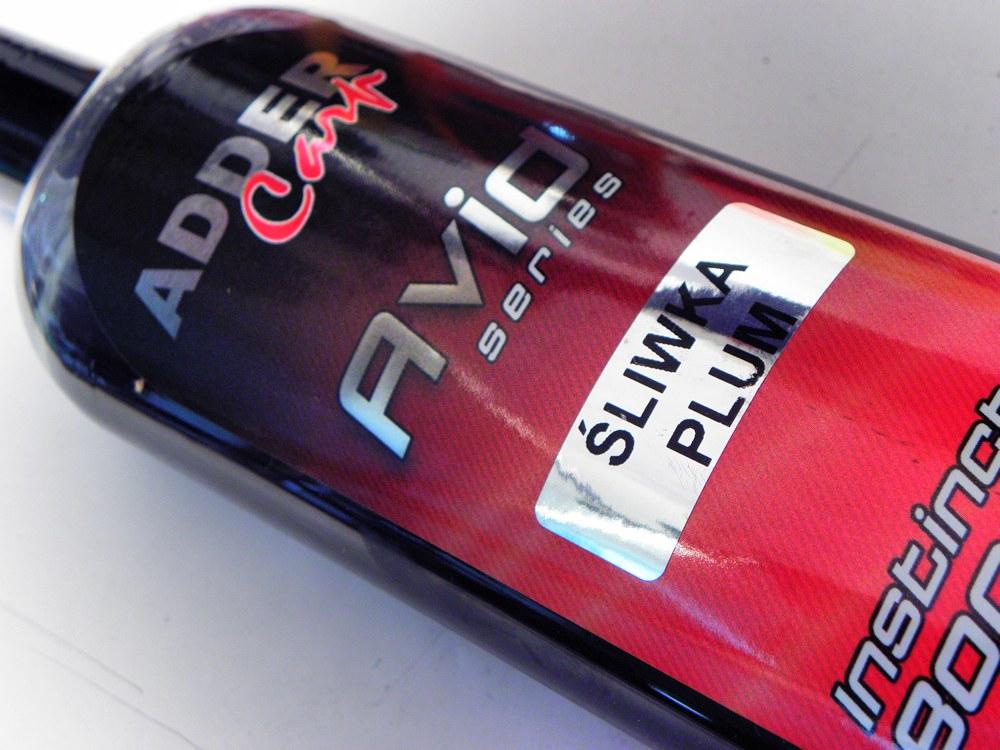 ADDER
Carp
Avid
series
ŚLIWKA
PLUM
Instinct